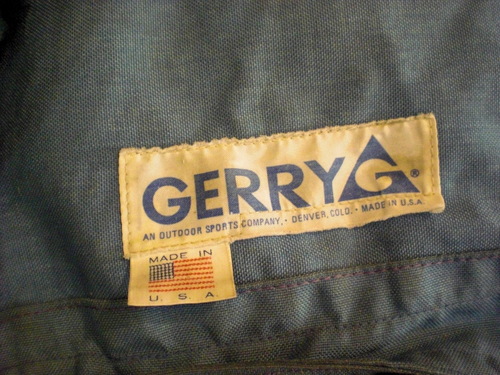 GERRY G ®
AN OUTDOOR SPORTS COMPANY, • DENVER, COLO. • MADE IN U.S.A.
MADE IN
U. S. A.